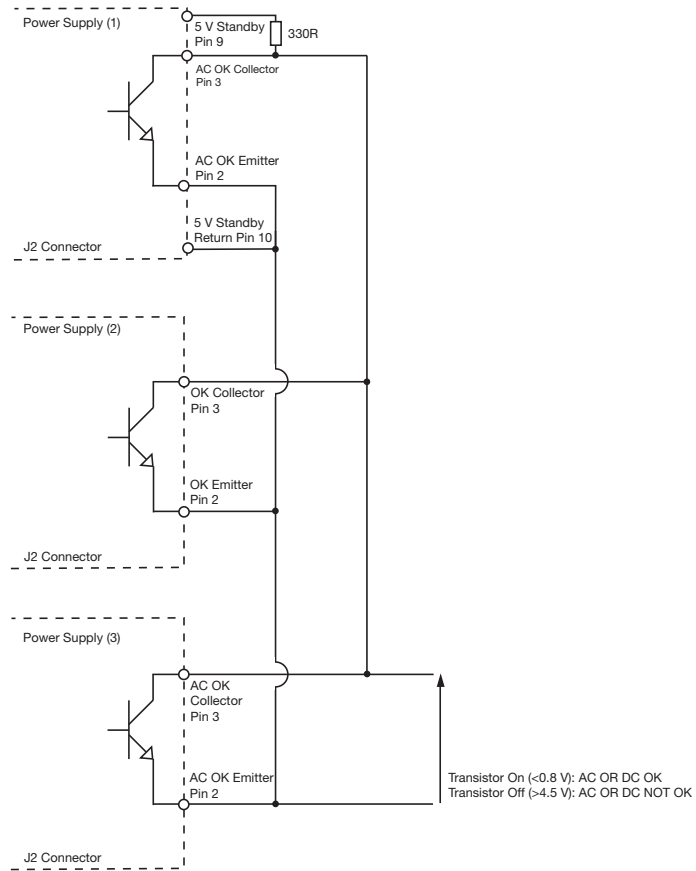 Power Supply (1)
5 V Standby
Pin 9
330R
AC OK Collector
Pin 3
AC OK Emitter
Pin 2
5 V Standby
Return Pin 10
J2 Connector
Power Supply (2)
OK Collector
Pin 3
OK Emitter
Pin 2
J2 Connector
Power Supply (3)
AC OK
Collector
Pin 3
AC OK Emitter
Pin 2
Transistor On (<0.8 V): AC OR DC OK
Transistor Off (>4.5 V): AC OR DC NOT OK
J2 Connector